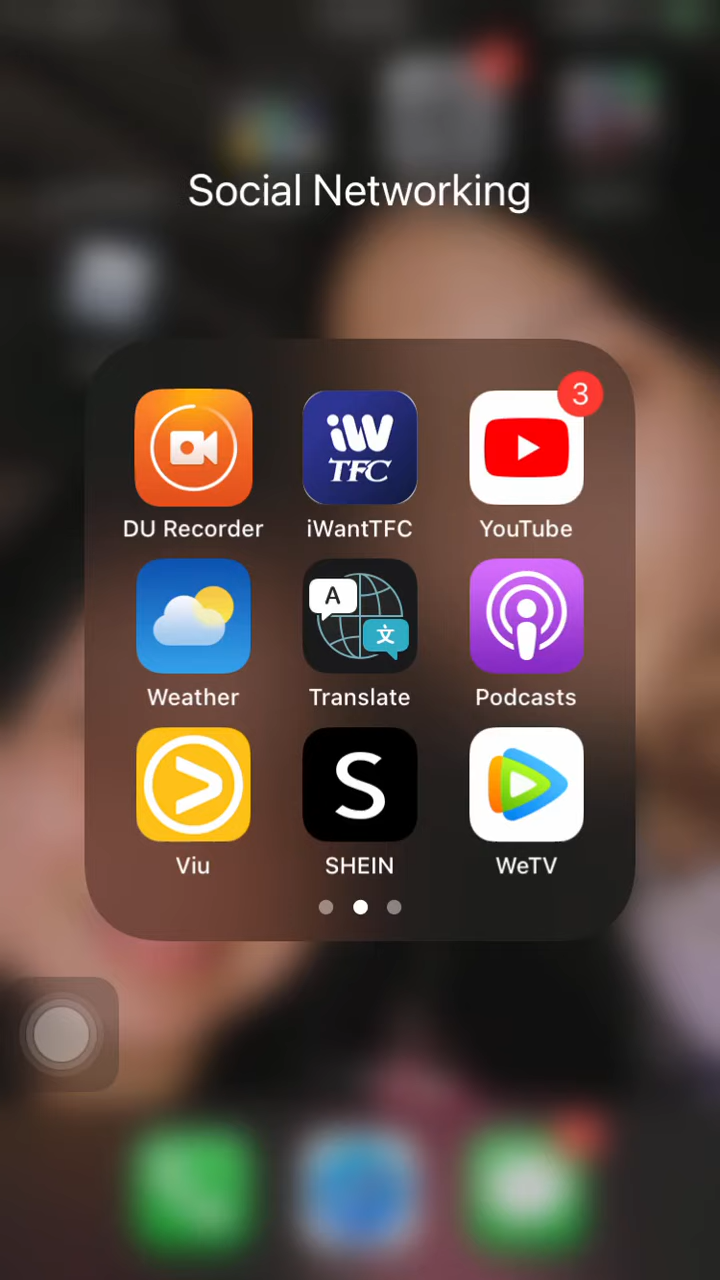 Social Networking
3
iW
TFC
DU Recorder
iWantTFC
YouTube
A
文
Weather
Translate
Podcasts
S
Viu
SHEIN
WeTV